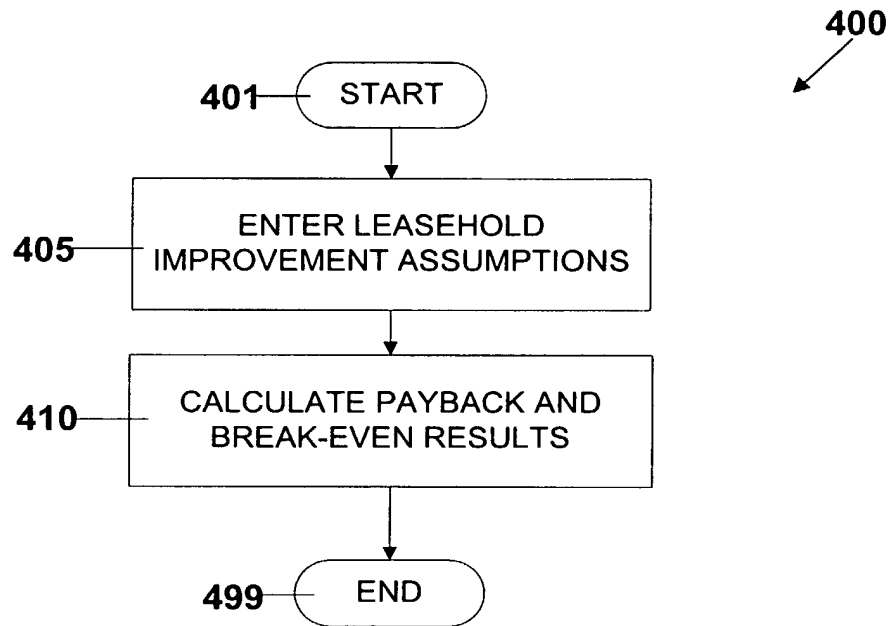 400
401
START
405
ENTER LEASEHOLD
IMPROVEMENT ASSUMPTIONS
410
CALCULATE PAYBACK AND
BREAK-EVEN RESULTS
499
END